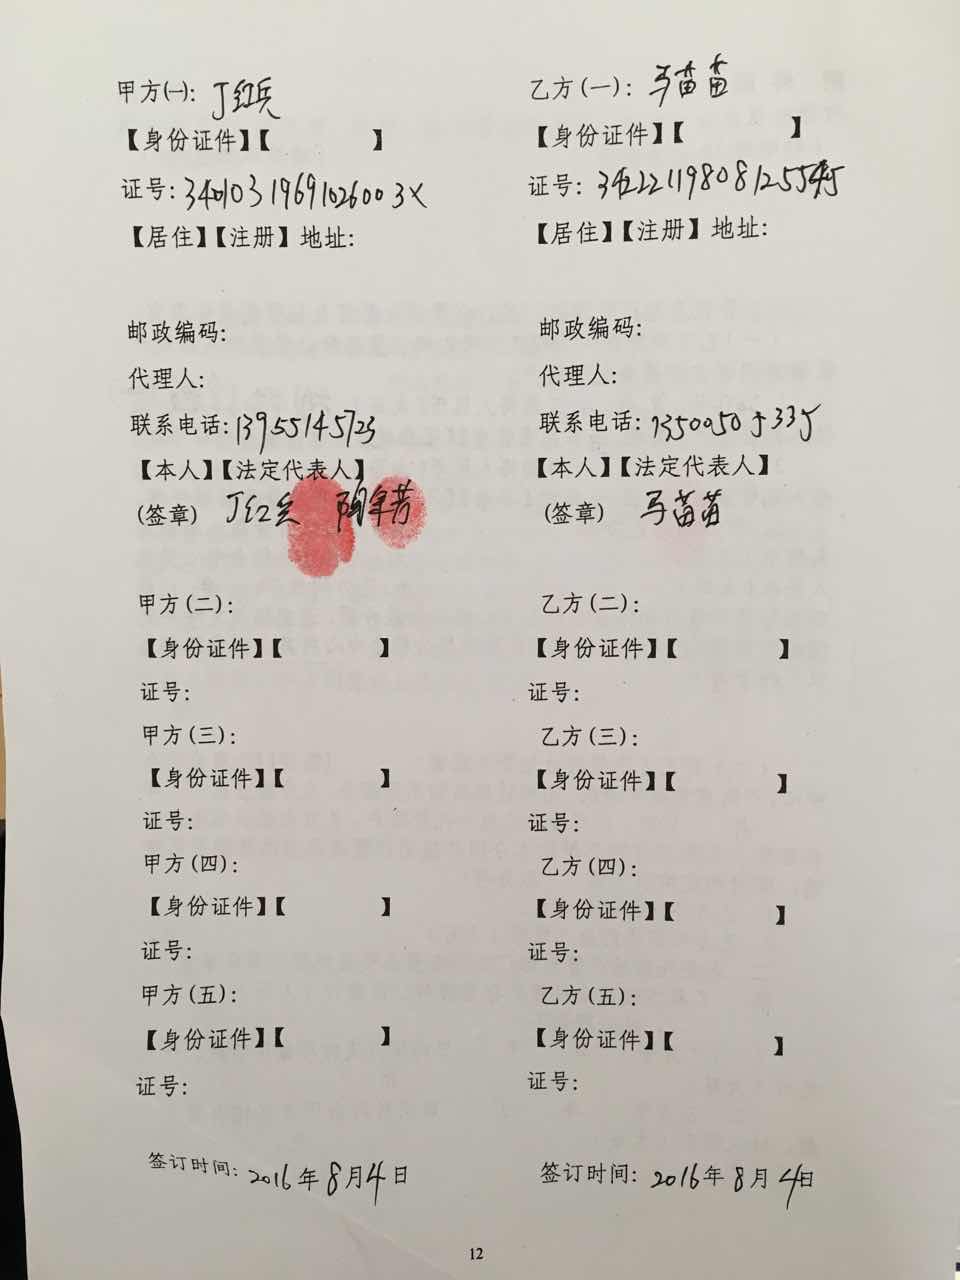 甲方(一): 丁红兵
【身份证件】【 】
证号: 34010319691026003X
【居住】【注册】地址:
邮政编码:
代理人:
联系电话: 13955145723
【本人】【法定代表人】
(签章) 丁红兵
甲方(二):
【身份证件】【 】
证号:
甲方(三):
【身份证件】【 】
证号:
甲方(四):
【身份证件】【 】
证号:
甲方(五):
【身份证件】【 】
证号:
签订时间: 2016年8月4日
乙方(一): 马苗苗
【身份证件】【 】
证号:
【居住】【注册】地址:
邮政编码:
代理人:
联系电话: 13500505335
【本人】【法定代表人】
(签章) 马苗苗
乙方(二):
【身份证件】【 】
证号:
乙方(三):
【身份证件】【 】
证号:
乙方(四):
【身份证件】【 】
证号:
乙方(五):
【身份证件】【 】
证号:
签订时间: 2016年8月4日
12